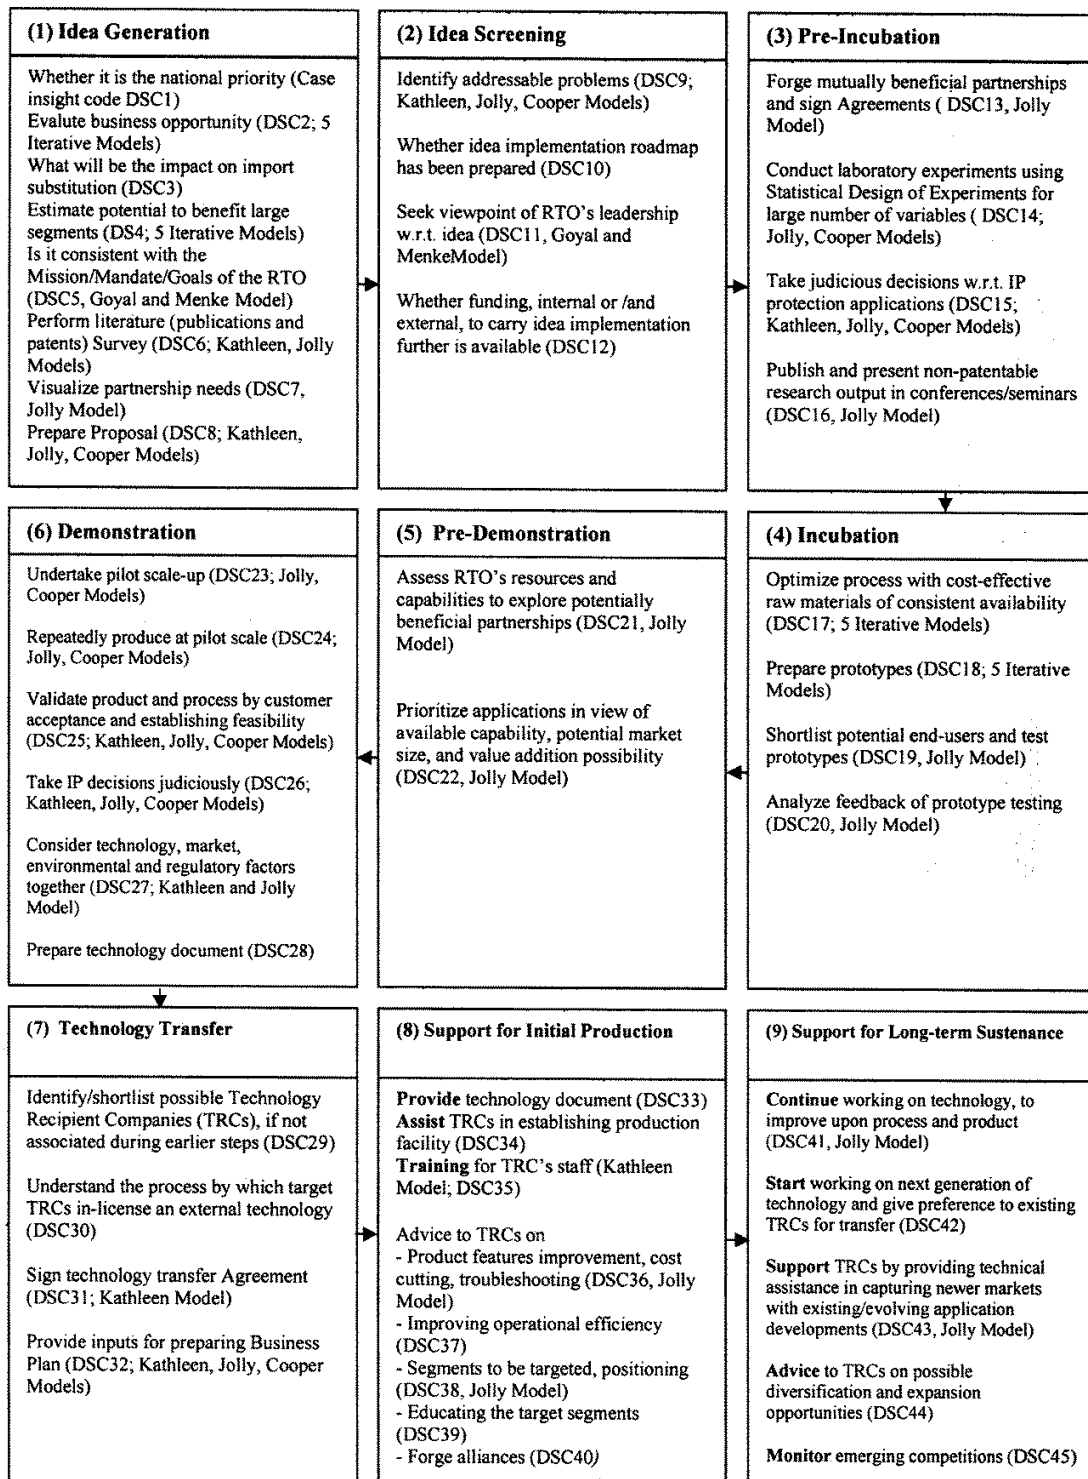 (1) Idea Generation
Whether it is the national priority (Case
insight code DSC1)
Evalute business opportunity (DSC2; 5
Iterative Models)
What will be the impact on import
substitution (DSC3)
Estimate potential to benefit large
segments (DS4; 5 Iterative Models)
Is it consistent with the
Mission/Mandate/Goals of the RTO
(DSC5, Goyal and Menke Model)
Perform literature (publications and
patents) Survey (DSC6; Kathleen, Jolly
Models)
Visualize partnership needs (DSC7,
Jolly Model)
Prepare Proposal (DSC8; Kathleen,
Jolly, Cooper Models)
(2) Idea Screening
Identify addressable problems (DSC9;
Kathleen, Jolly, Cooper Models)
Whether idea implementation roadmap
has been prepared (DSC10)
Seek viewpoint of RTO's leadership
w.r.t. idea (DSC11, Goyal and
MenkeModel)
Whether funding, internal or /and
external, to carry idea implementation
further is available (DSC12)
(3) Pre-Incubation
Forge mutually beneficial partnerships
and sign Agreements ( DSC13, Jolly
Model)
Conduct laboratory experiments using
Statistical Design of Experiments for
large number of variables ( DSC14;
Jolly, Cooper Models)
Take judicious decisions w.r.t. IP
protection applications (DSC15;
Kathleen, Jolly, Cooper Models)
Publish and present non-patentable
research output in conferences/seminars
(DSC16, Jolly Model)
(6) Demonstration
Undertake pilot scale-up (DSC23; Jolly,
Cooper Models)
Repeatedly produce at pilot scale (DSC24;
Jolly, Cooper Models)
Validate product and process by customer
acceptance and establishing feasibility
(DSC25; Kathleen, Jolly, Cooper Models)
Take IP decisions judiciously (DSC26;
Kathleen, Jolly, Cooper Models)
Consider technology, market,
environmental and regulatory factors
together (DSC27; Kathleen and Jolly
Model)
Prepare technology document (DSC28)
(5) Pre-Demonstration
Assess RTO's resources and
capabilities to explore potentially
beneficial partnerships (DSC21, Jolly
Model)
Prioritize applications in view of
available capability, potential market
size, and value addition possibility
(DSC22, Jolly Model)
(4) Incubation
Optimize process with cost-effective
raw materials of consistent availability
(DSC17; 5 Iterative Models)
Prepare prototypes (DSC18; 5 Iterative
Models)
Shortlist potential end-users and test
prototypes (DSC19, Jolly Model)
Analyze feedback of prototype testing
(DSC20, Jolly Model)
(7) Technology Transfer
Identify/shortlist possible Technology
Recipient Companies (TRCs), if not
associated during earlier steps (DSC29)
Understand the process by which target
TRCs in-license an external technology
(DSC30)
Sign technology transfer Agreement
(DSC31; Kathleen Model)
Provide inputs for preparing Business
Plan (DSC32; Kathleen, Jolly, Cooper
Models)
(8) Support for Initial Production
Provide technology document (DSC33)
Assist TRCs in establishing production
facility (DSC34)
Training for TRC's staff (Kathleen
Model; DSC35)
Advice to TRCs on
- Product features improvement, cost
cutting, troubleshooting (DSC36, Jolly
Model)
- Improving operational efficiency
(DSC37)
- Segments to be targeted, positioning
(DSC38, Jolly Model)
- Educating the target segments
(DSC39)
- Forge alliances (DSC40)
(9) Support for Long-term Sustenance
Continue working on technology, to
improve upon process and product
(DSC41, Jolly Model)
Start working on next generation of
technology and give preference to existing
TRCs for transfer (DSC42)
Support TRCs by providing technical
assistance in capturing newer markets
with existing/evolving application
developments (DSC43, Jolly Model)
Advice to TRCs on possible
diversification and expansion
opportunities (DSC44)
Monitor emerging competitions (DSC45)